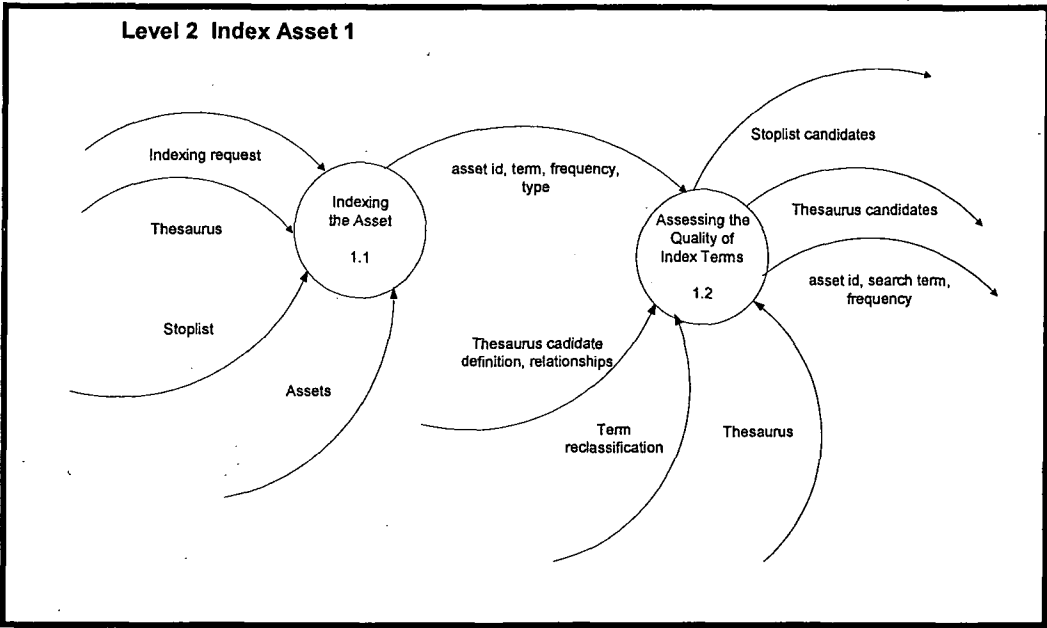 Level 2 Index Asset 1
Indexing request
Thesaurus
Stoplist
Assets
Indexing
the Asset
1.1
asset id, term, frequency,
type
Thesaurus cadidate
definition, relationships
Term
reclassification
Thesaurus
Assessing the
Quality of
Index Terms
1.2
Stoplist candidates
Thesaurus candidates
asset id, search term,
frequency